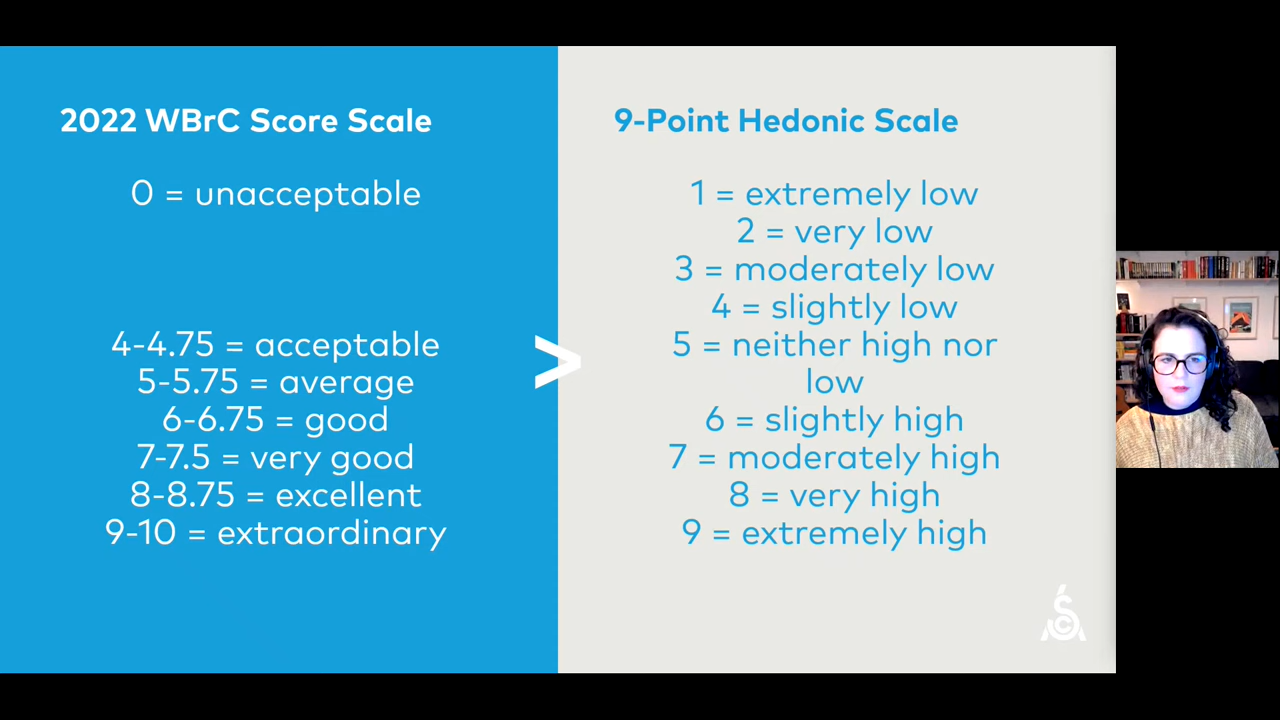 2022 WBrC Score Scale
0 = unacceptable
4-4.75 = acceptable
5-5.75 = average
6-6.75 = good
7-7.5 = very good
8-8.75 = excellent
9-10 = extraordinary
>
9-Point Hedonic Scale
1 = extremely low
2 = very low
3 = moderately low
4 = slightly low
5 = neither high nor
low
6 = slightly high
7 = moderately high
8 = very high
9 = extremely high
SCA